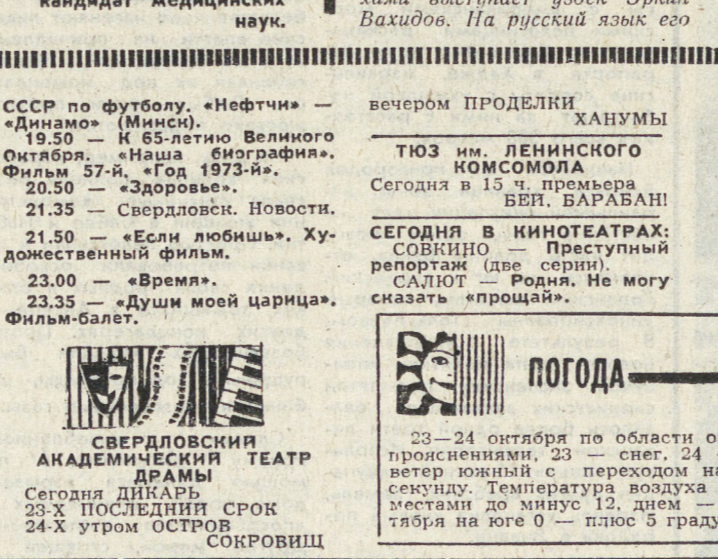 кандидат медицинских
наук.
СССР по футболу. «Нефтчи» —
«Динамо» (Минск).
19.50 — К 65-летию Великого
Октября. «Наша биография».
Фильм 57-й. «Год 1973-й».
20.50 — «Здоровье».
21.35 — Свердловск. Новости.
21.50 — «Если любишь». Ху-
дожественный фильм.
23.00 — «Время».
23.35 — «Души моей царица».
Фильм-балет.
СВЕРДЛОВСКИЙ
АКАДЕМИЧЕСКИЙ ТЕАТР
ДРАМЫ
Сегодня ДИКАРЬ
23-X ПОСЛЕДНИЙ СРОК
24-X утром ОСТРОВ
СОКРОВИЩ
хами выступает узбек Эркин
Вахидов. На русский язык его
вечером ПРОДЕЛКИ
ХАНУМЫ
ТЮЗ им. ЛЕНИНСКОГО
КОМСОМОЛА
Сегодня в 15 ч. премьера
БЕЙ, БАРАБАН!
СЕГОДНЯ В КИНОТЕАТРАХ:
СОВКИНО — Преступный
репортаж (две серии).
САЛЮТ — Родня. Не могу
сказать «прощай».
ПОГОДА
23—24 октября по области о
прояснениями, 23 — снег, 24
ветер южный с переходом на
секунду. Температура воздуха
местами до минус 12, днем —
тября на юге 0 — плюс 5 граду